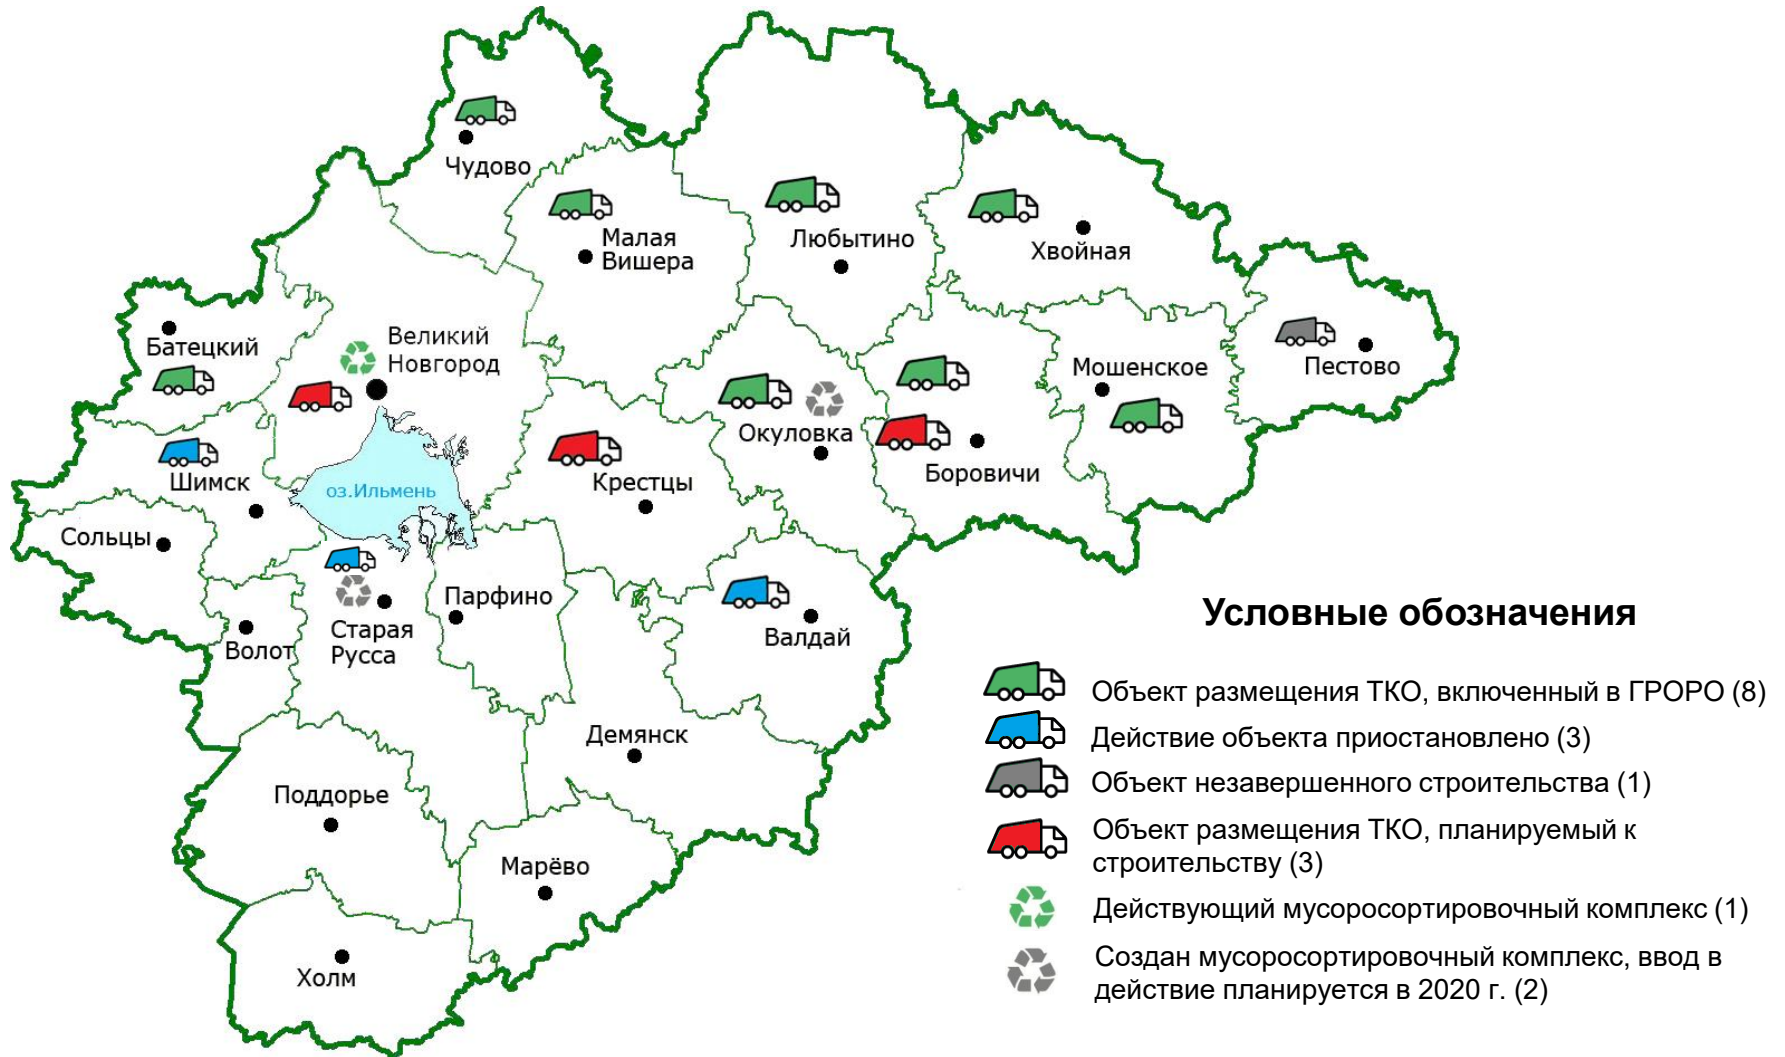 Чудово
Малая
Вишера
Любытино
Хвойная
Батецкий
Великий
Новгород
Мошенское
Пестово
Окуловка
Боровичи
Шимск
оз.Ильмень
Крестцы
Сольцы
Парфино
Волот
Старая
Русса
Валдай
Демянск
Поддорье
Марёво
Холм
Условные обозначения
Объект размещения ТКО, включенный в ГРОРО (8)
Действие объекта приостановлено (3)
Объект незавершенного строительства (1)
Объект размещения ТКО, планируемый к
строительству (3)
Действующий мусоросортировочный комплекс (1)
Создан мусоросортировочный комплекс, ввод в
действие планируется в 2020 г. (2)